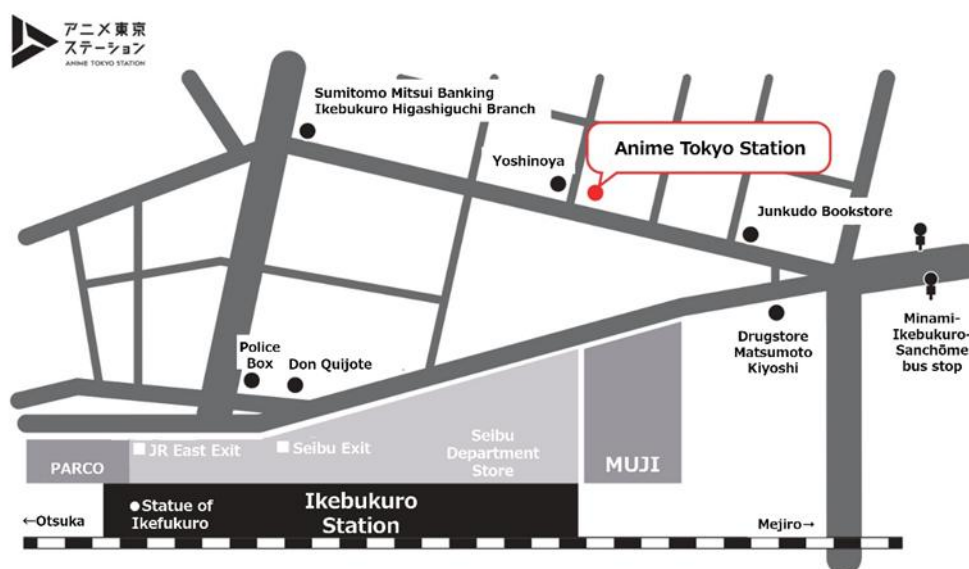 アニメ東京
ステーション
ANIME TOKYO STATION
Sumitomo Mitsui Banking
Ikebukuro Higashiguchi Branch
Yoshinoya
Anime Tokyo Station
Junkudo Bookstore
Police
Box
Don Quijote
Drugstore
Matsumoto
Kiyoshi
Minami-
Ikebukuro-
Sanchōme
bus stop
PARCO
JR East Exit
Seibu Exit
Seibu
Department
Store
MUJI
←Otsuka
Statue of
Ikefukuro
Ikebukuro
Station
Mejiro→